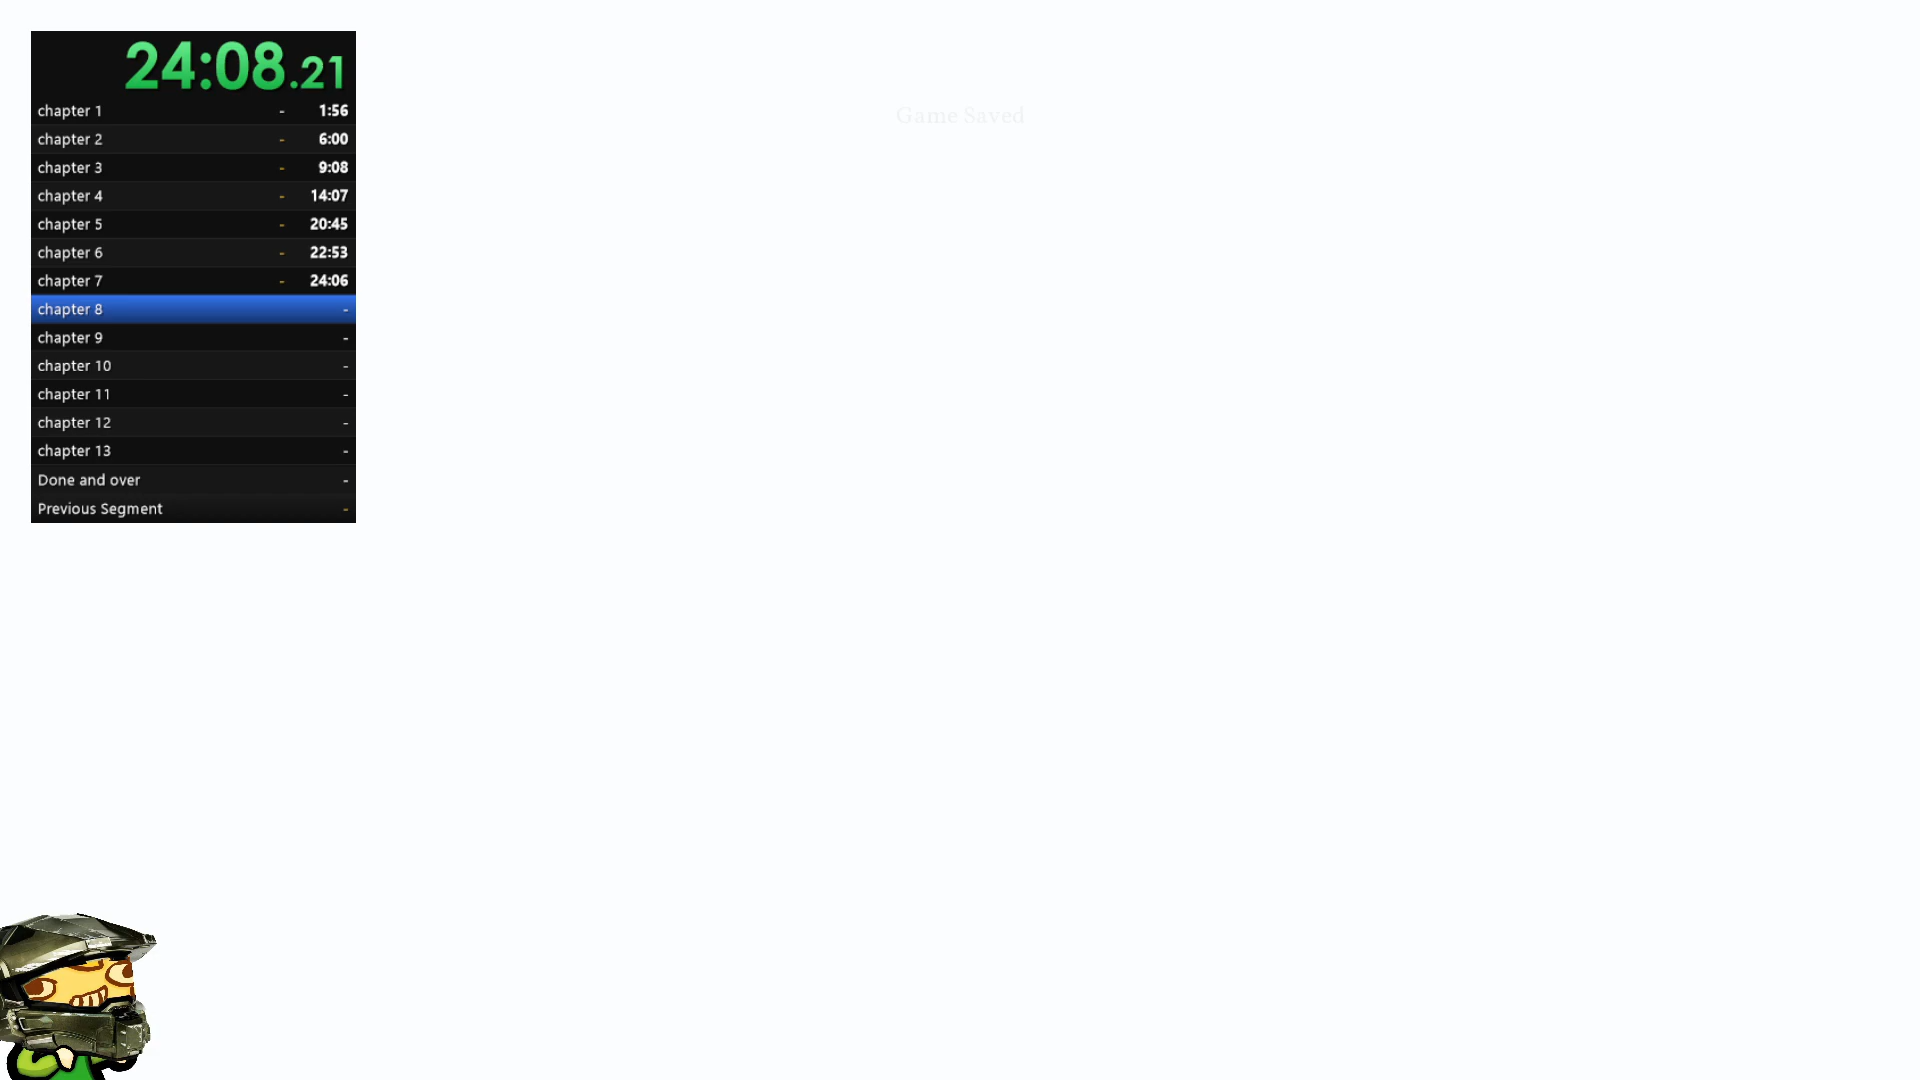 24:08.21
chapter 1 - 1:56
chapter 2 - 6:00
chapter 3 - 9:08
chapter 4 - 14:07
chapter 5 - 20:45
chapter 6 - 22:53
chapter 7 - 24:06
chapter 8 -
chapter 9 -
chapter 10 -
chapter 11 -
chapter 12 -
chapter 13 -
Done and over -
Previous Segment -
Game Saved